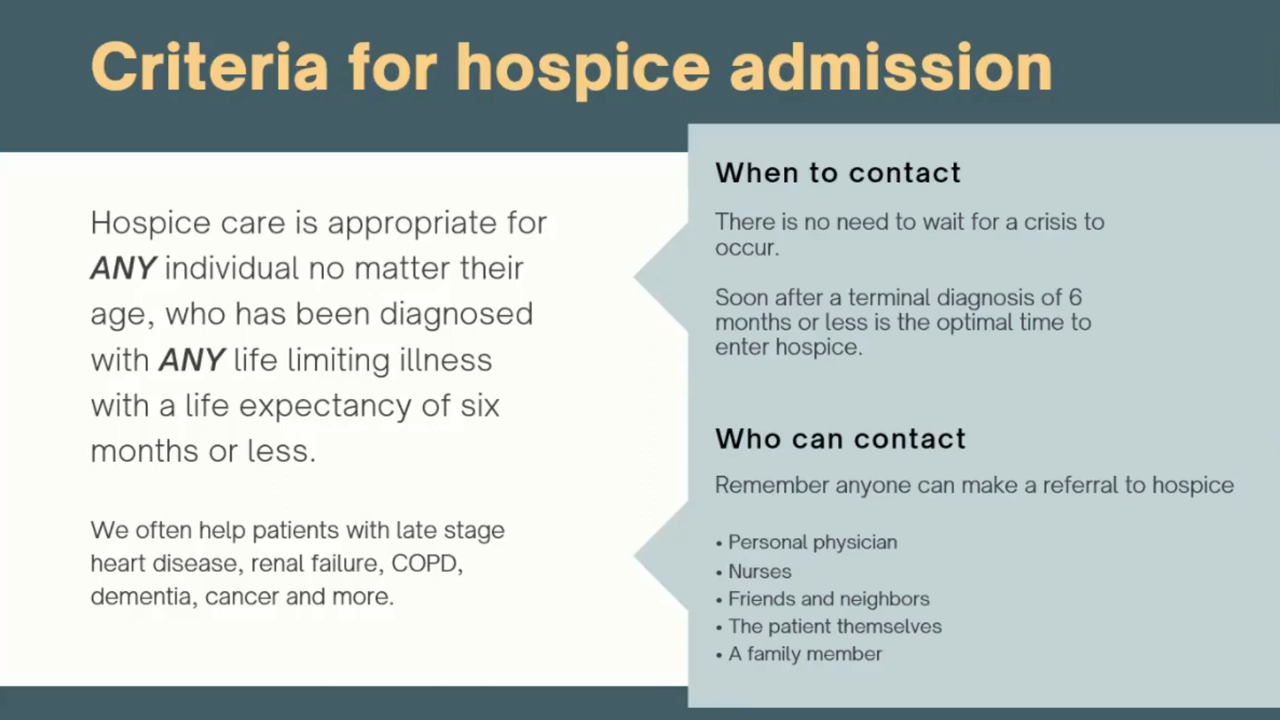 Criteria for hospice admission
Hospice care is appropriate for
ANY individual no matter their
age, who has been diagnosed
with ANY life limiting illness
with a life expectancy of six
months or less.
We often help patients with late stage
heart disease, renal failure, COPD,
dementia, cancer and more.
When to contact
There is no need to wait for a crisis to
occur.
Soon after a terminal diagnosis of 6
months or less is the optimal time to
enter hospice.
Who can contact
Remember anyone can make a referral to hospice
• Personal physician
• Nurses
• Friends and neighbors
• The patient themselves
• A family member